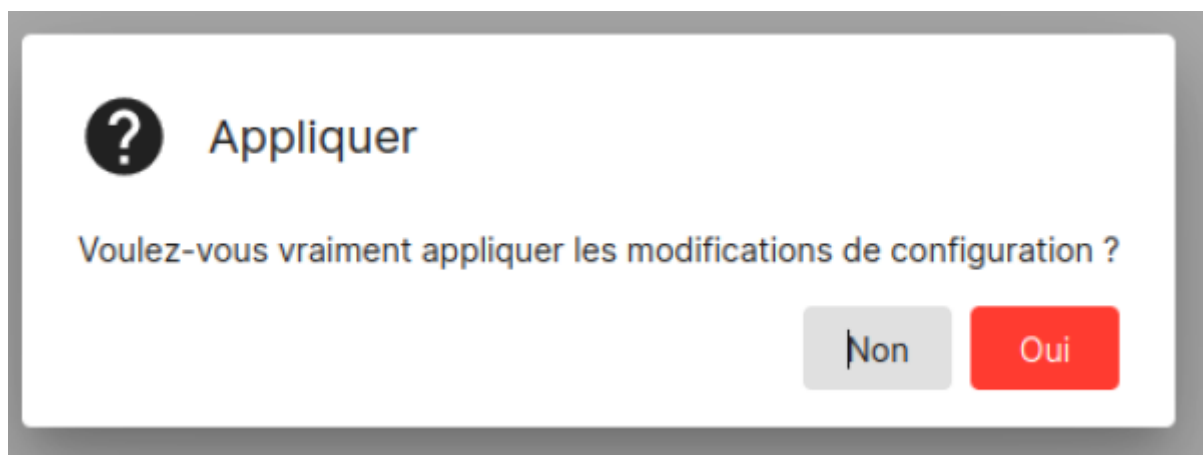 Appliquer
Voulez-vous vraiment appliquer les modifications de configuration ?
Non Oui